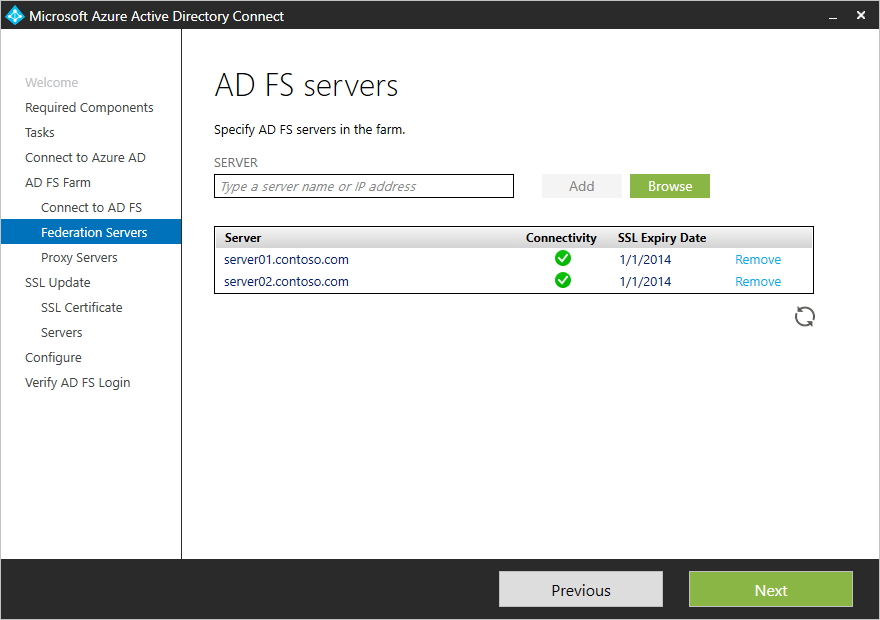 Microsoft Azure Active Directory Connect
Welcome
Required Components
Tasks
Connect to Azure AD
AD FS Farm
Connect to AD FS
Federation Servers
Proxy Servers
SSL Update
SSL Certificate
Servers
Configure
Verify AD FS Login
AD FS servers
Specify AD FS servers in the farm.
SERVER
Type a server name or IP address Add Browse
Server Connectivity SSL Expiry Date
server01.contoso.com 1/1/2014 Remove
server02.contoso.com 1/1/2014 Remove
Previous Next